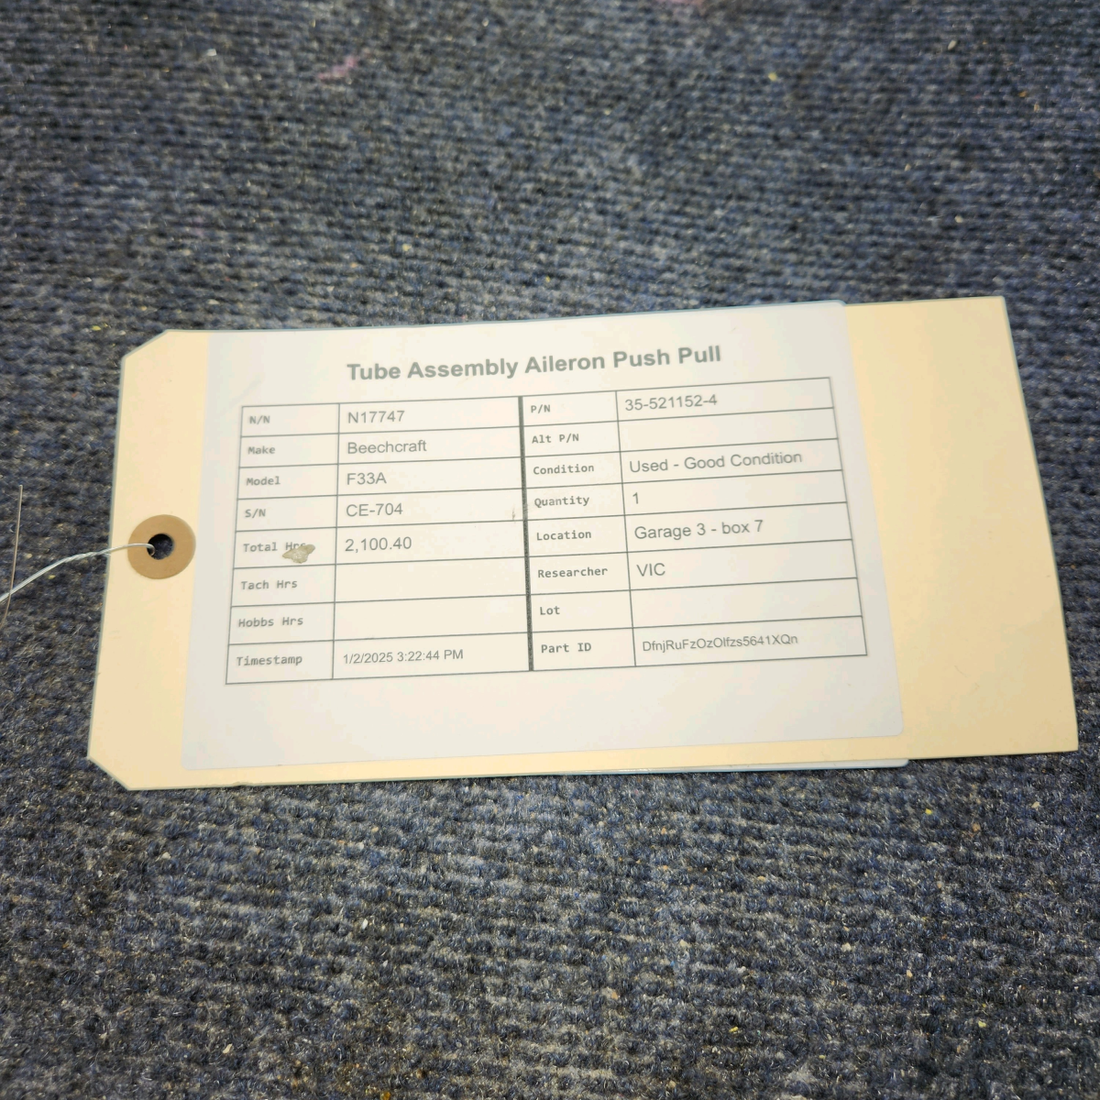 Tube Assembly Aileron Push Pull
N/N N17747 P/N 35-521152-4
Make Beechcraft Alt P/N
Model F33A Condition Used - Good Condition
S/N CE-704 Quantity 1
Total Hrs 2,100.40 Location Garage 3 - box 7
Tach Hrs Researcher VIC
Hobbs Hrs Lot
Timestamp 1/2/2025 3:22:44 PM Part ID DfnjRuFzOzOlfzs5641XQn